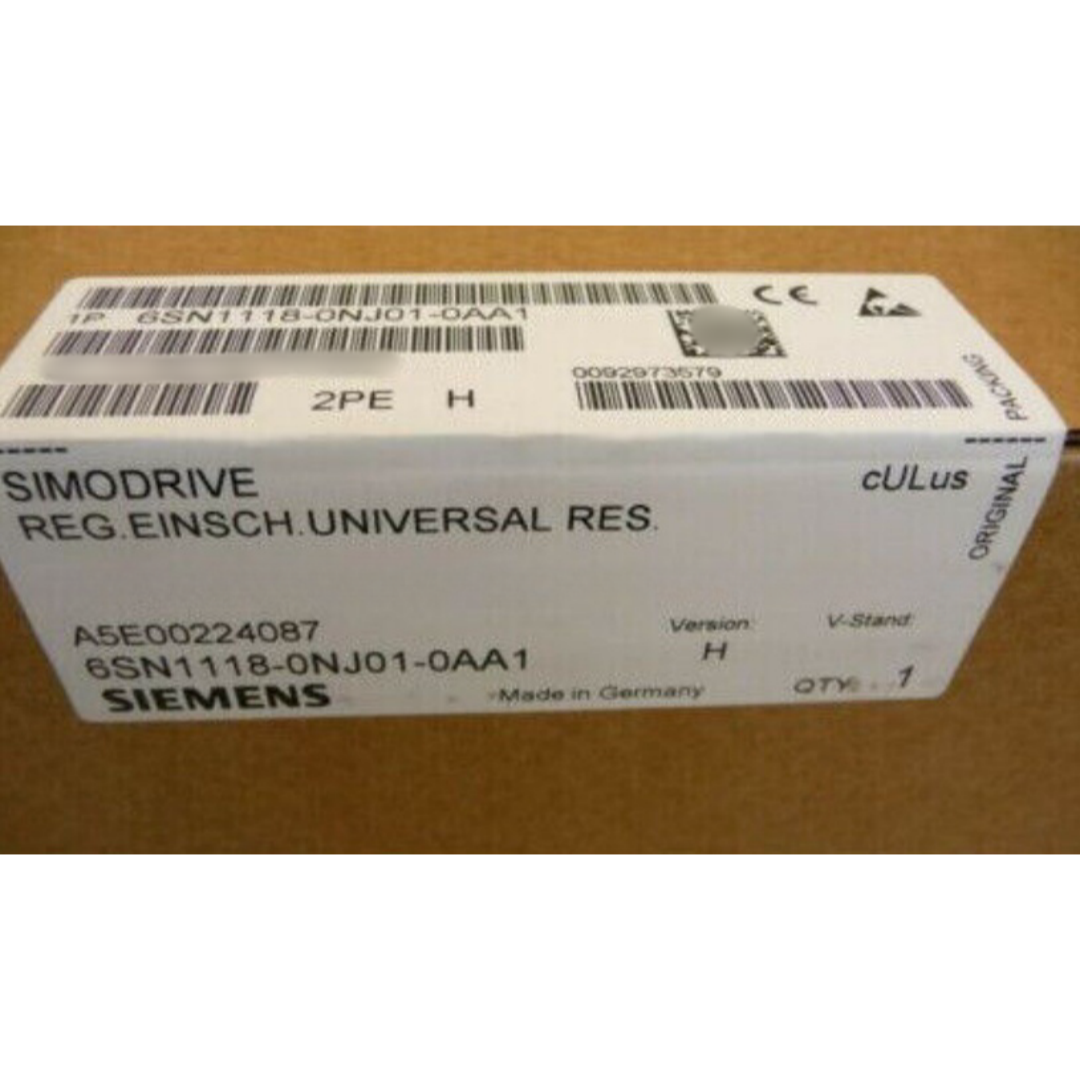 CE
1P 6SN1118-0NJ01-0AA1
0092973579
2PE H
ORIGINAL PACKING
SIMODRIVE
cULus
REG.EINSCH.UNIVERSAL RES.
A5E00224087
Version: V-Stand:
6SN1118-0NJ01-0AA1
H
SIEMENS
Made in Germany
QTY: 1